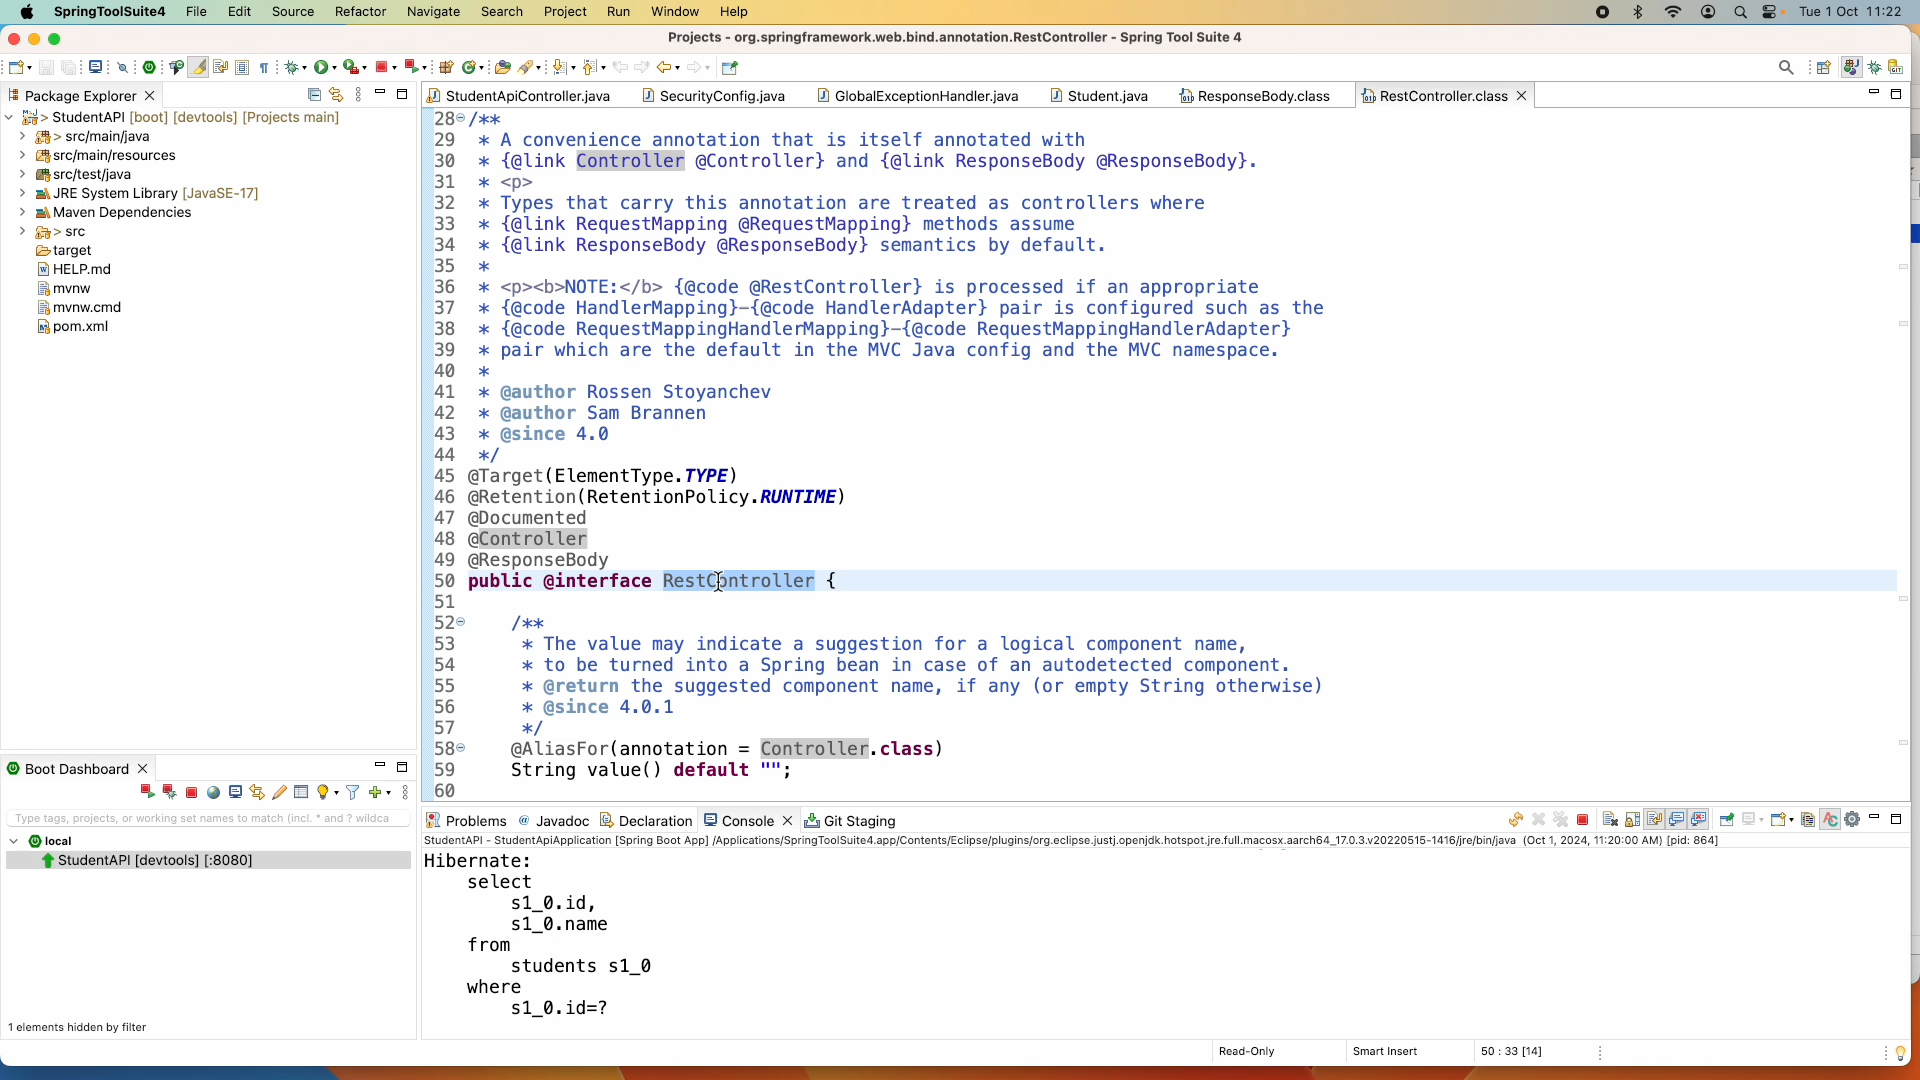 SpringToolSuite4 File Edit Source Refactor Navigate Search Project Run Window Help Tue 1 Oct 11:22
Projects - org.springframework.web.bind.annotation.RestController - Spring Tool Suite 4
Package Explorer
StudentAPI [boot] [devtools] [Projects main]
> src/main/java
src/main/resources
src/test/java
JRE System Library [JavaSE-17]
Maven Dependencies
> src
target
HELP.md
mvnw
mvnw.cmd
pom.xml
StudentApiController.java SecurityConfig.java GlobalExceptionHandler.java Student.java ResponseBody.class RestController.class
28 /**
29 * A convenience annotation that is itself annotated with
30 * {@link Controller @Controller} and {@link ResponseBody @ResponseBody}.
31 * <p>
32 * Types that carry this annotation are treated as controllers where
33 * {@link RequestMapping @RequestMapping} methods assume
34 * {@link ResponseBody @ResponseBody} semantics by default.
35 *
36 * <p><b>NOTE:</b> {@code @RestController} is processed if an appropriate
37 * {@code HandlerMapping}-{@code HandlerAdapter} pair is configured such as the
38 * {@code RequestMappingHandlerMapping}-{@code RequestMappingHandlerAdapter}
39 * pair which are the default in the MVC Java config and the MVC namespace.
40 *
41 * @author Rossen Stoyanchev
42 * @author Sam Brannen
43 * @since 4.0
44 */
45 @Target(ElementType.TYPE)
46 @Retention(RetentionPolicy.RUNTIME)
47 @Documented
48 @Controller
49 @ResponseBody
50 public @interface RestController {
51
52 /**
53 * The value may indicate a suggestion for a logical component name,
54 * to be turned into a Spring bean in case of an autodetected component.
55 * @return the suggested component name, if any (or empty String otherwise)
56 * @since 4.0.1
57 */
58 @AliasFor(annotation = Controller.class)
59 String value() default "";
60
Boot Dashboard
Type tags, projects, or working set names to match (incl. * and ? wildca
local
StudentAPI [devtools] [:8080]
1 elements hidden by filter
Problems @ Javadoc Declaration Console Git Staging
StudentAPI - StudentApiApplication [Spring Boot App] /Applications/SpringToolSuite4.app/Contents/Eclipse/plugins/org.eclipse.justj.openjdk.hotspot.jre.full.macosx.aarch64_17.0.3.v20220515-1416/jre/bin/java (Oct 1, 2024, 11:20:00 AM) [pid: 864]
Hibernate:
select
s1_0.id,
s1_0.name
from
students s1_0
where
s1_0.id=?
Read-Only Smart Insert 50 : 33 [14]